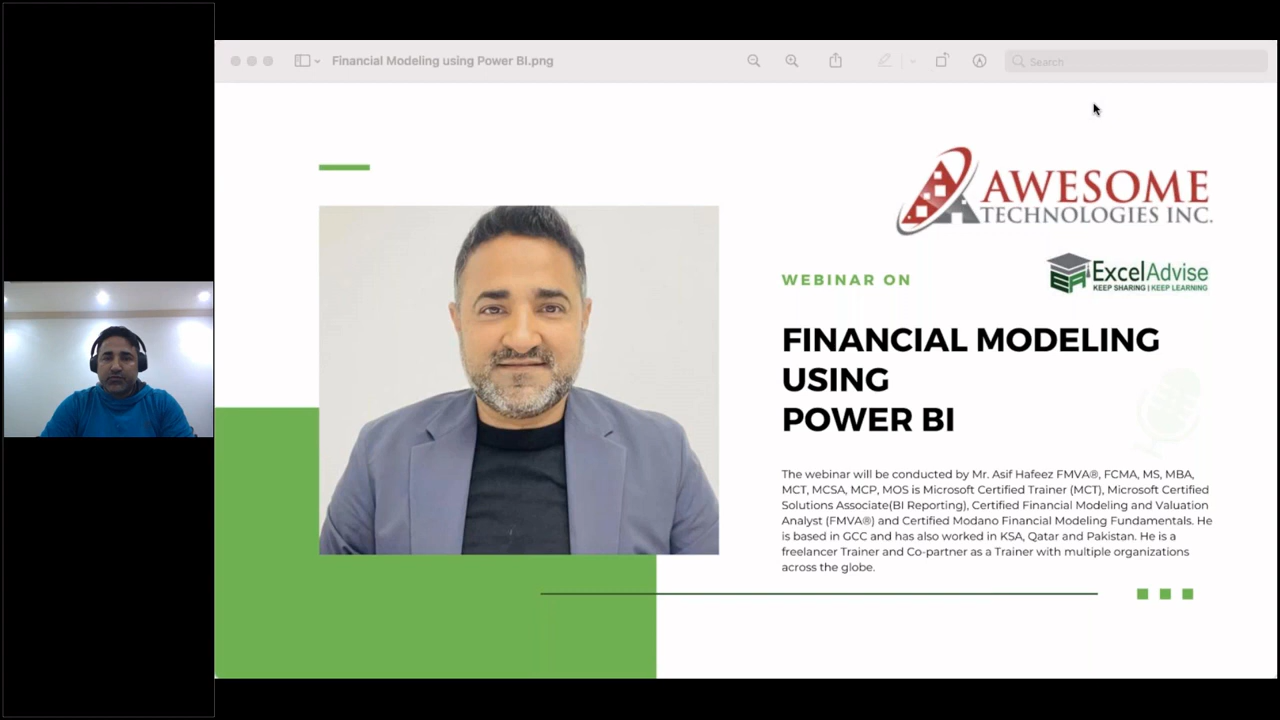 Financial Modeling using Power BI.png
Search
AWESOME
TECHNOLOGIES INC.
ExcelAdvise
KEEP SHARING | KEEP LEARNING
WEBINAR ON
FINANCIAL MODELING
USING
POWER BI
The webinar will be conducted by Mr. Asif Hafeez FMVA®, FCMA, MS, MBA,
MCT, MCSA, MCP, MOS is Microsoft Certified Trainer (MCT), Microsoft Certified
Solutions Associate(BI Reporting), Certified Financial Modeling and Valuation
Analyst (FMVA®) and Certified Modano Financial Modeling Fundamentals. He
is based in GCC and has also worked in KSA, Qatar and Pakistan. He is a
freelancer Trainer and Co-partner as a Trainer with multiple organizations
across the globe.